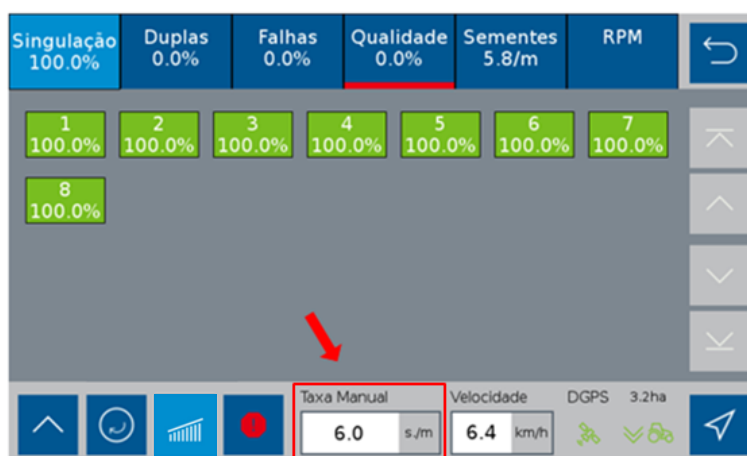 Singulação Duplas Falhas Qualidade Sementes RPM
100.0% 0.0% 0.0% 0.0% 5.8/m
1 2 3 4 5 6 7
100.0% 100.0% 100.0% 100.0% 100.0% 100.0% 100.0%
8
100.0%
Taxa Manual Velocidade DGPS 3.2ha
6.0 s./m 6.4 km/h